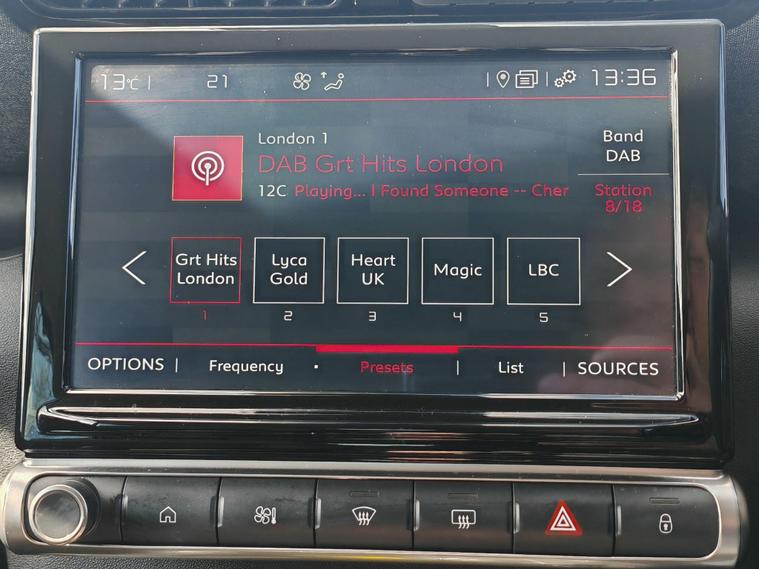 13°C | 21 | | 13:36
London 1
DAB Grt Hits London
12C Playing... I Found Someone -- Cher
Band
DAB
Station
8/18
Grt Hits
London
1
Lyca
Gold
2
Heart
UK
3
Magic
4
LBC
5
OPTIONS | Frequency • Presets | List | SOURCES